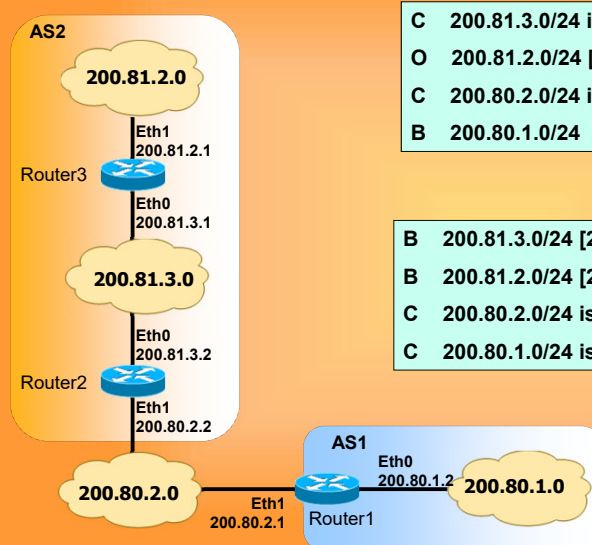 AS2
200.81.2.0
Eth1
200.81.2.1
Router3
Eth0
200.81.3.1
200.81.3.0
Eth0
200.81.3.2
Router2
Eth1
200.80.2.2
200.80.2.0
Eth1
200.80.2.1
AS1
Router1
Eth0
200.80.1.2
200.80.1.0
C 200.81.3.0/24 i
O 200.81.2.0/24 [
C 200.80.2.0/24 i
B 200.80.1.0/24
B 200.81.3.0/24 [2
B 200.81.2.0/24 [2
C 200.80.2.0/24 is
C 200.80.1.0/24 is